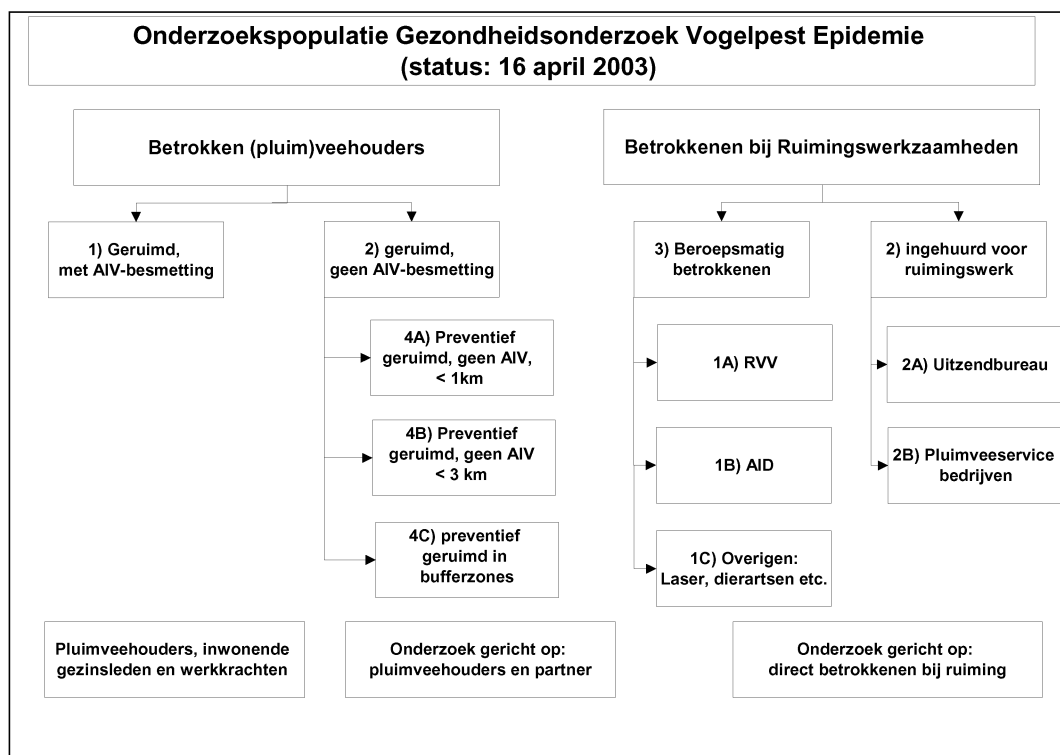 Onderzoekspopulatie Gezondheidsonderzoek Vogelpest Epidemie
(status: 16 april 2003)
Betrokken (pluim)veehouders
Betrokkenen bij Ruimingswerkzaamheden
1) Geruimd,
met AIV-besmetting
2) geruimd,
geen AIV-besmetting
3) Beroepsmatig
betrokkenen
2) ingehuurd voor
ruimingswerk
4A) Preventief
geruimd, geen AIV,
< 1km
4B) Preventief
geruimd, geen AIV
< 3 km
4C) preventief
geruimd in
bufferzones
1A) RVV
1B) AID
1C) Overigen:
Laser, dierartsen etc.
2A) Uitzendbureau
2B) Pluimveeservice
bedrijven
Pluimveehouders, inwonende
gezinsleden en werkkrachten
Onderzoek gericht op:
pluimveehouders en partner
Onderzoek gericht op:
direct betrokkenen bij ruiming